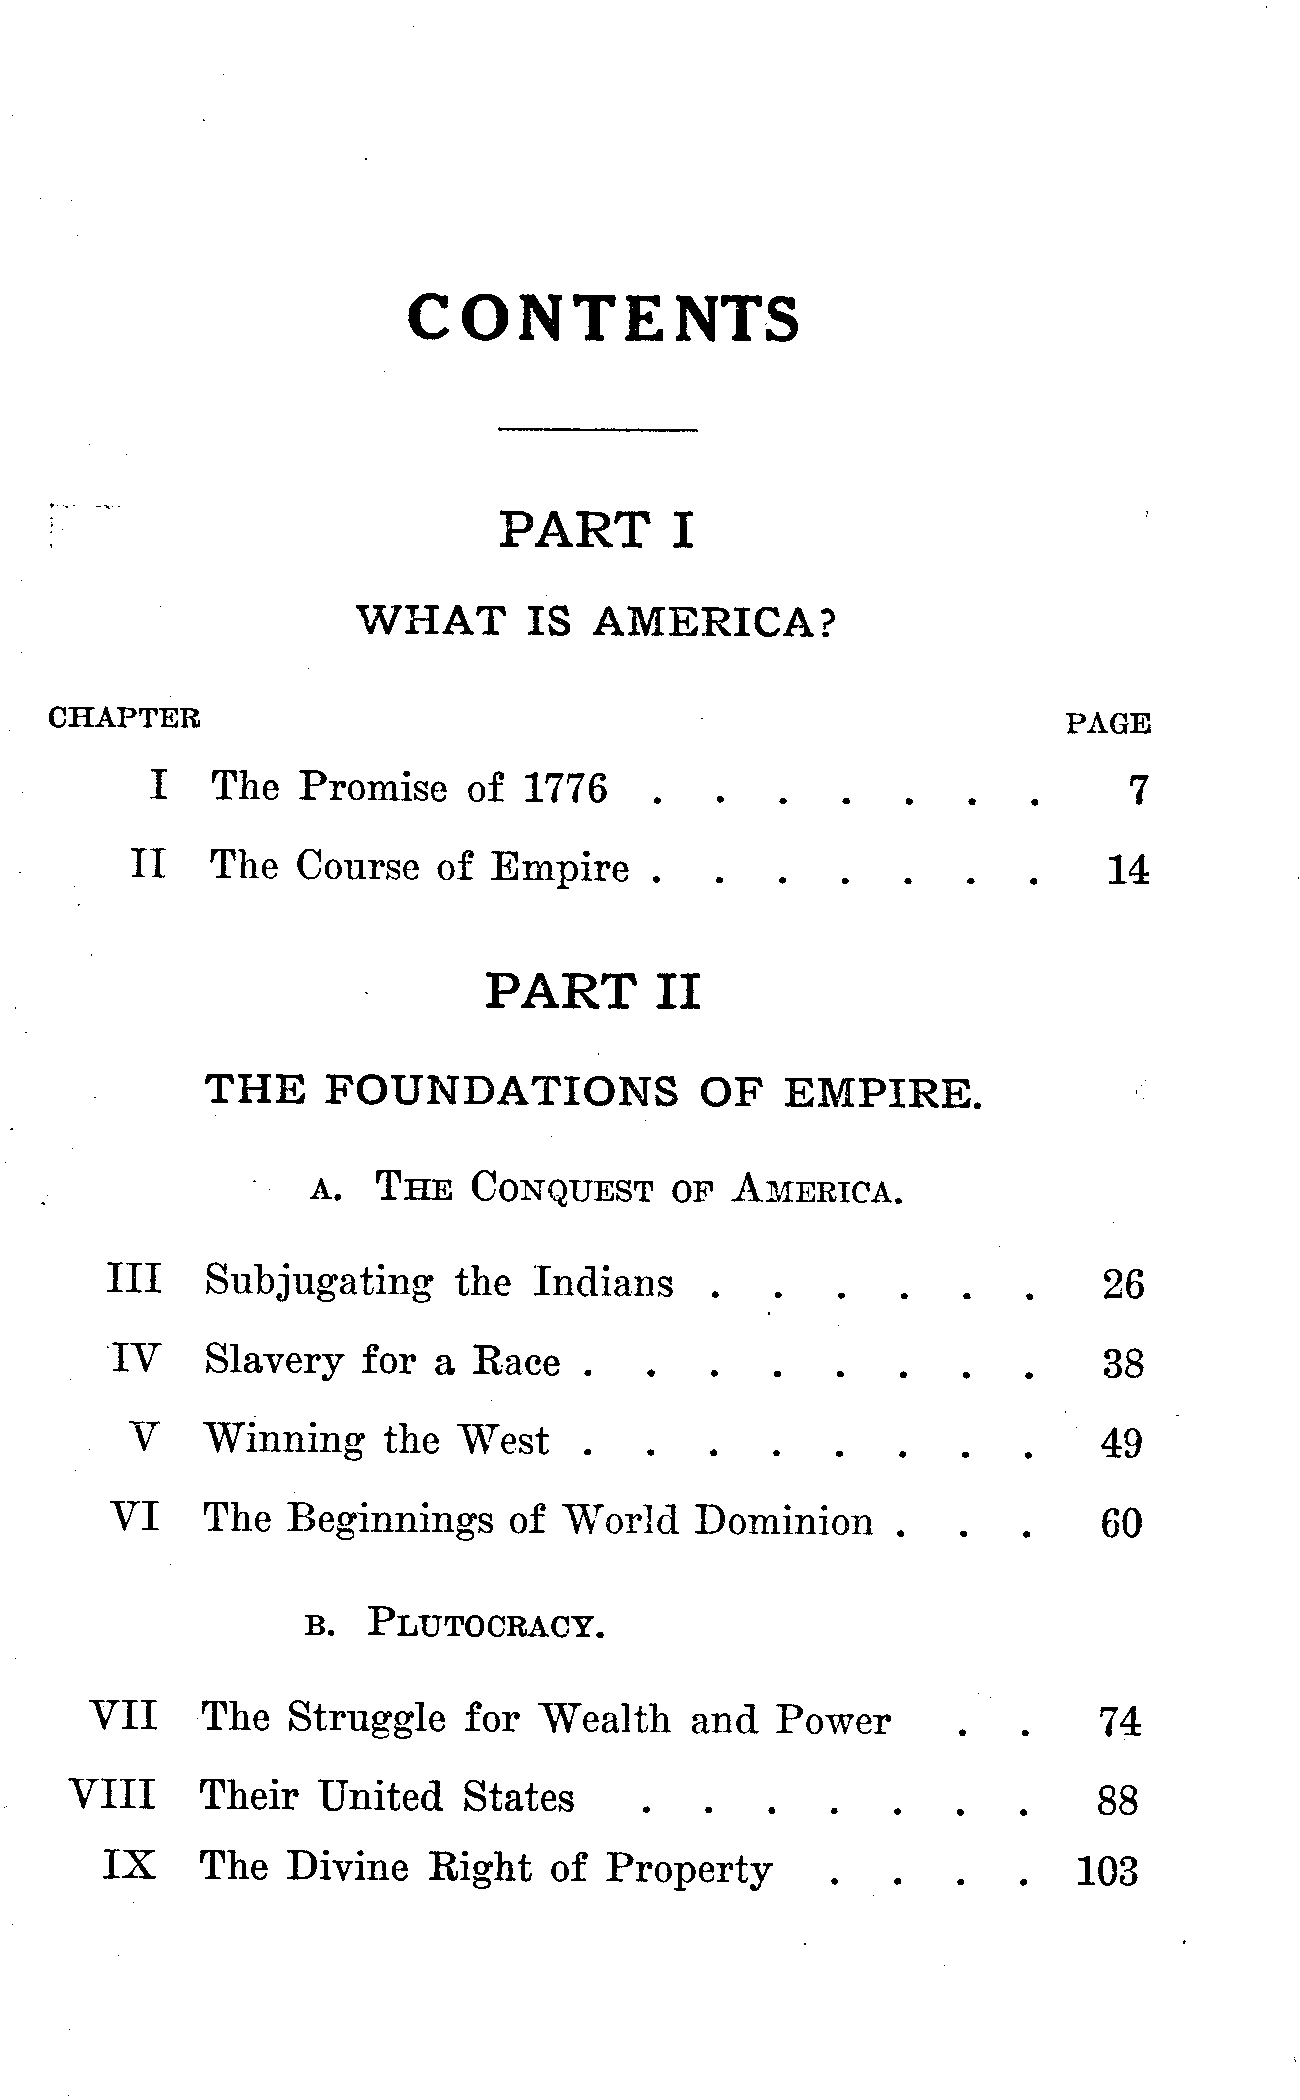 CONTENTS
PART I
WHAT IS AMERICA?
CHAPTER PAGE
I The Promise of 1776 . . . . . . . 7
II The Course of Empire . . . . . . . 14
PART II
THE FOUNDATIONS OF EMPIRE.
A. THE CONQUEST OF AMERICA.
III Subjugating the Indians . . . . . . 26
IV Slavery for a Race . . . . . . . . 38
V Winning the West . . . . . . . . 49
VI The Beginnings of World Dominion . . . 60
B. PLUTOCRACY.
VII The Struggle for Wealth and Power . . 74
VIII Their United States . . . . . . . 88
IX The Divine Right of Property . . . . 103